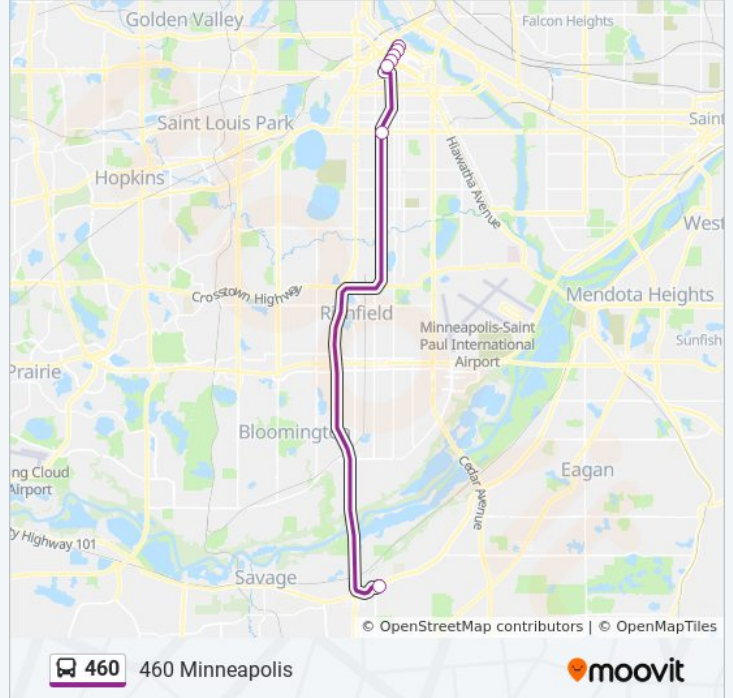 Golden Valley
Falcon Heights
Saint Louis Park
Saint
Hiawatha Avenue
Hopkins
West
Crosstown Highway
Mendota Heights
Richfield
Minneapolis-Saint
Paul International
Airport
Sunfish
Prairie
Bloomington
ng Cloud
Airport
Cedar Avenue
Eagan
y Highway 101
Savage
© OpenStreetMap contributors | © OpenMapTiles
460 460 Minneapolis
moovit